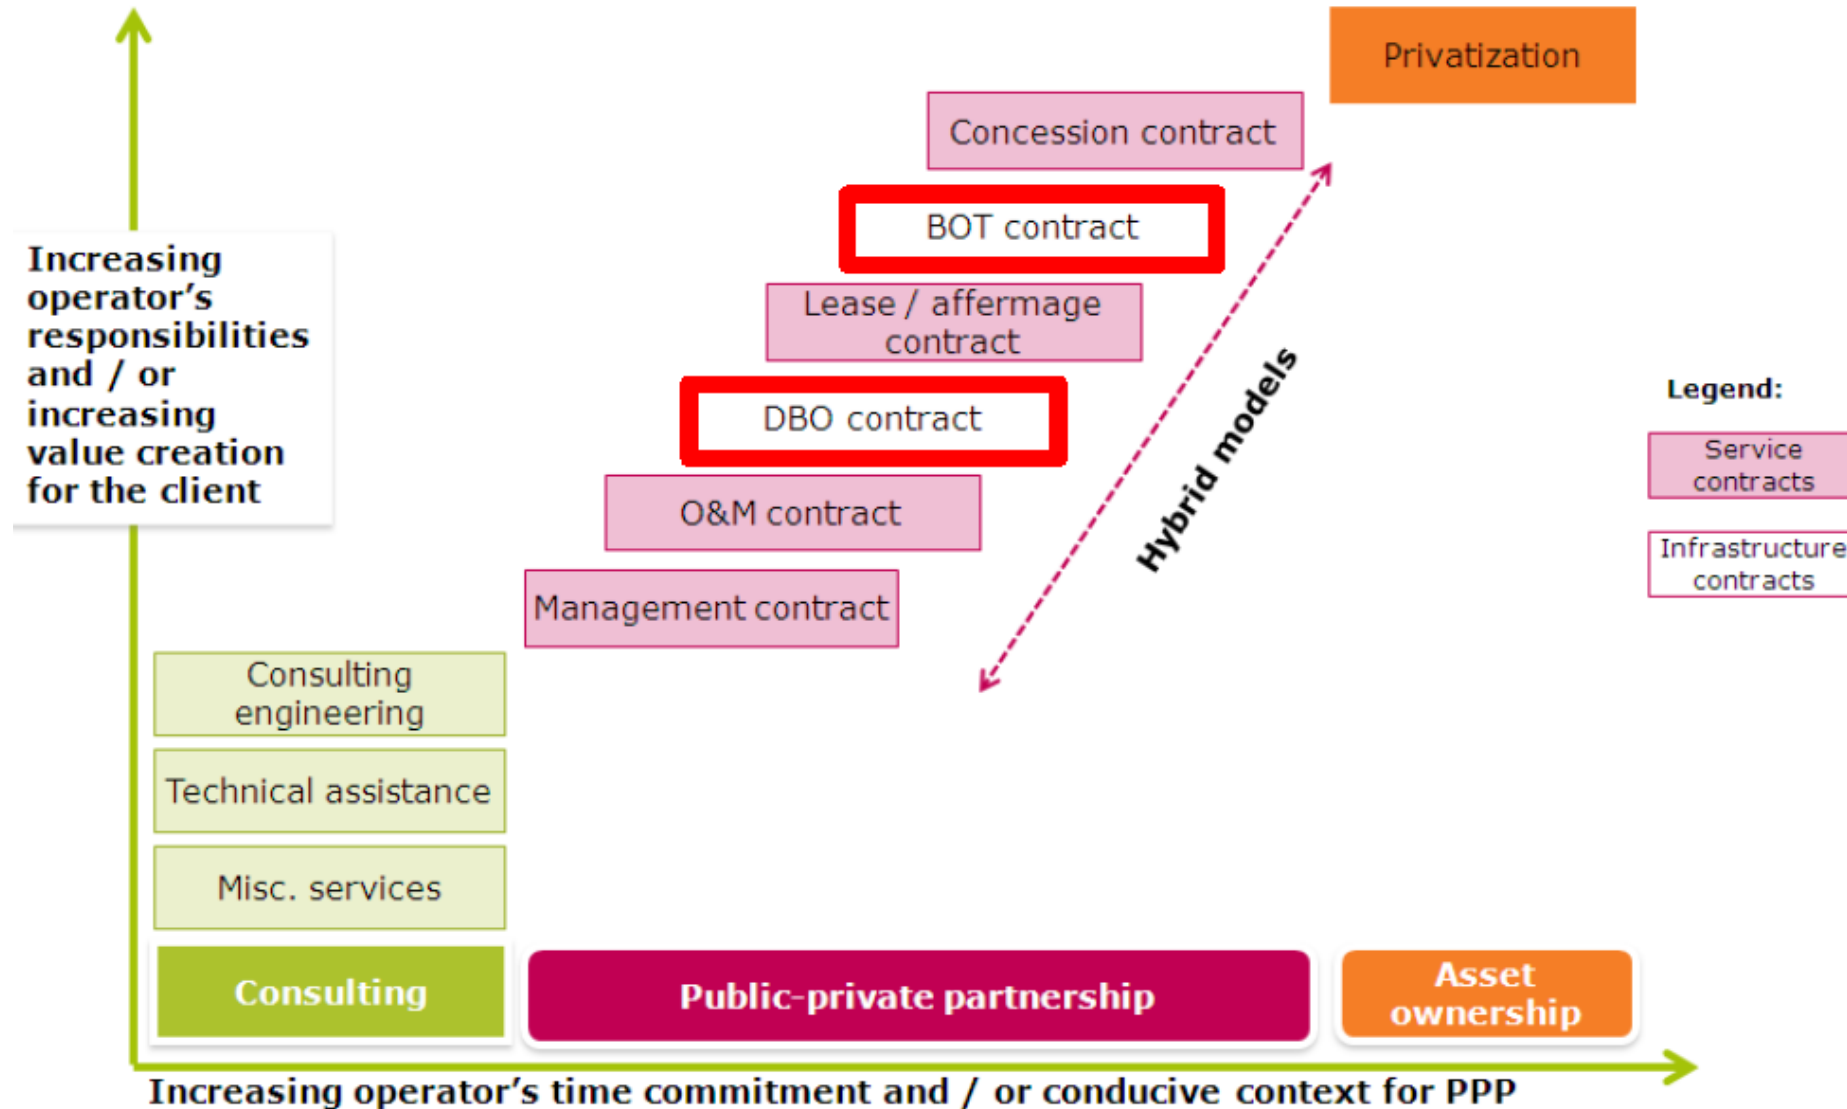 Privatization
Concession contract
BOT contract
Increasing
operator’s
responsibilities
and / or
increasing
value creation
for the client
Lease / affermage
contract
DBO contract
Hybrid models
Legend:
Service
contracts
Infrastructure
contracts
O&M contract
Management contract
Consulting
engineering
Technical assistance
Misc. services
Consulting
Public-private partnership
Asset
ownership
Increasing operator’s time commitment and / or conducive context for PPP